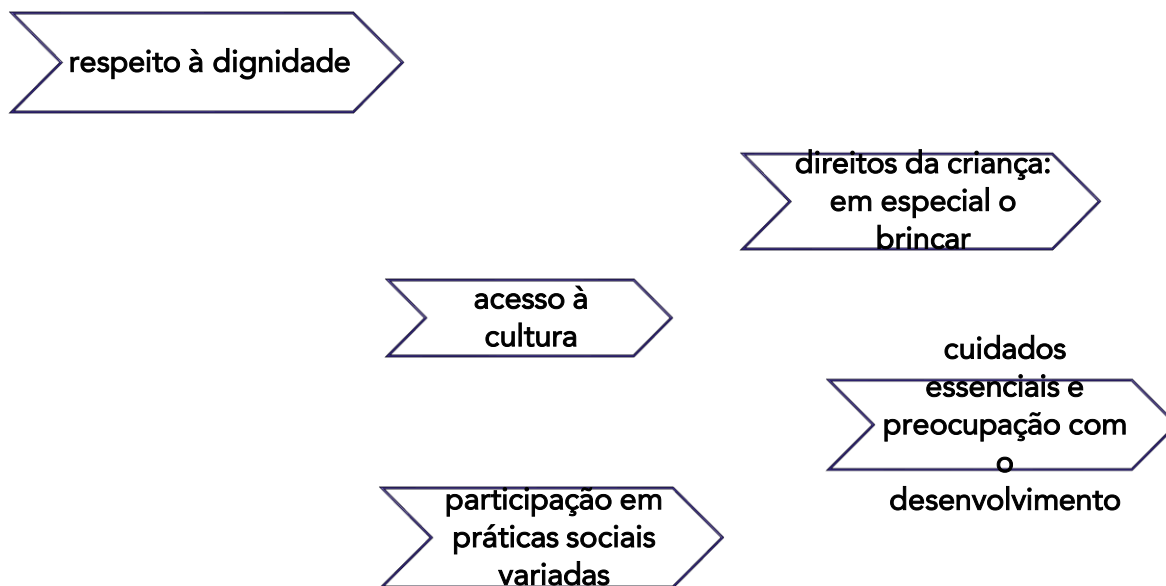 respeito à dignidade
direitos da criança:
em especial o
brincar
acesso à
cultura
cuidados
essenciais e
preocupação com
o
desenvolvimento
participação em
práticas sociais
variadas